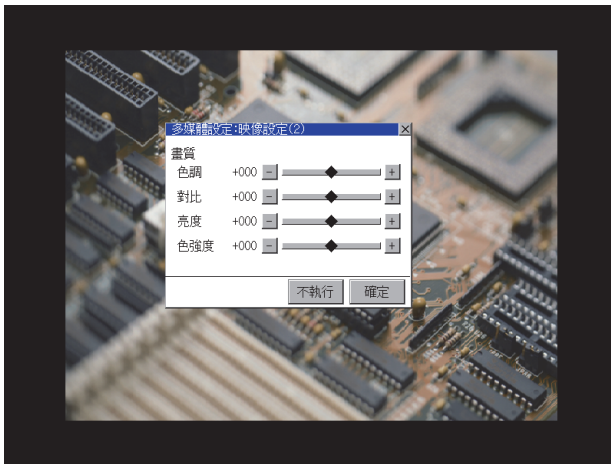 多媒體設定:映像設定(2) ×
畫質
色調 +000 - +
對比 +000 - +
亮度 +000 - +
色強度 +000 - +
不執行 確定